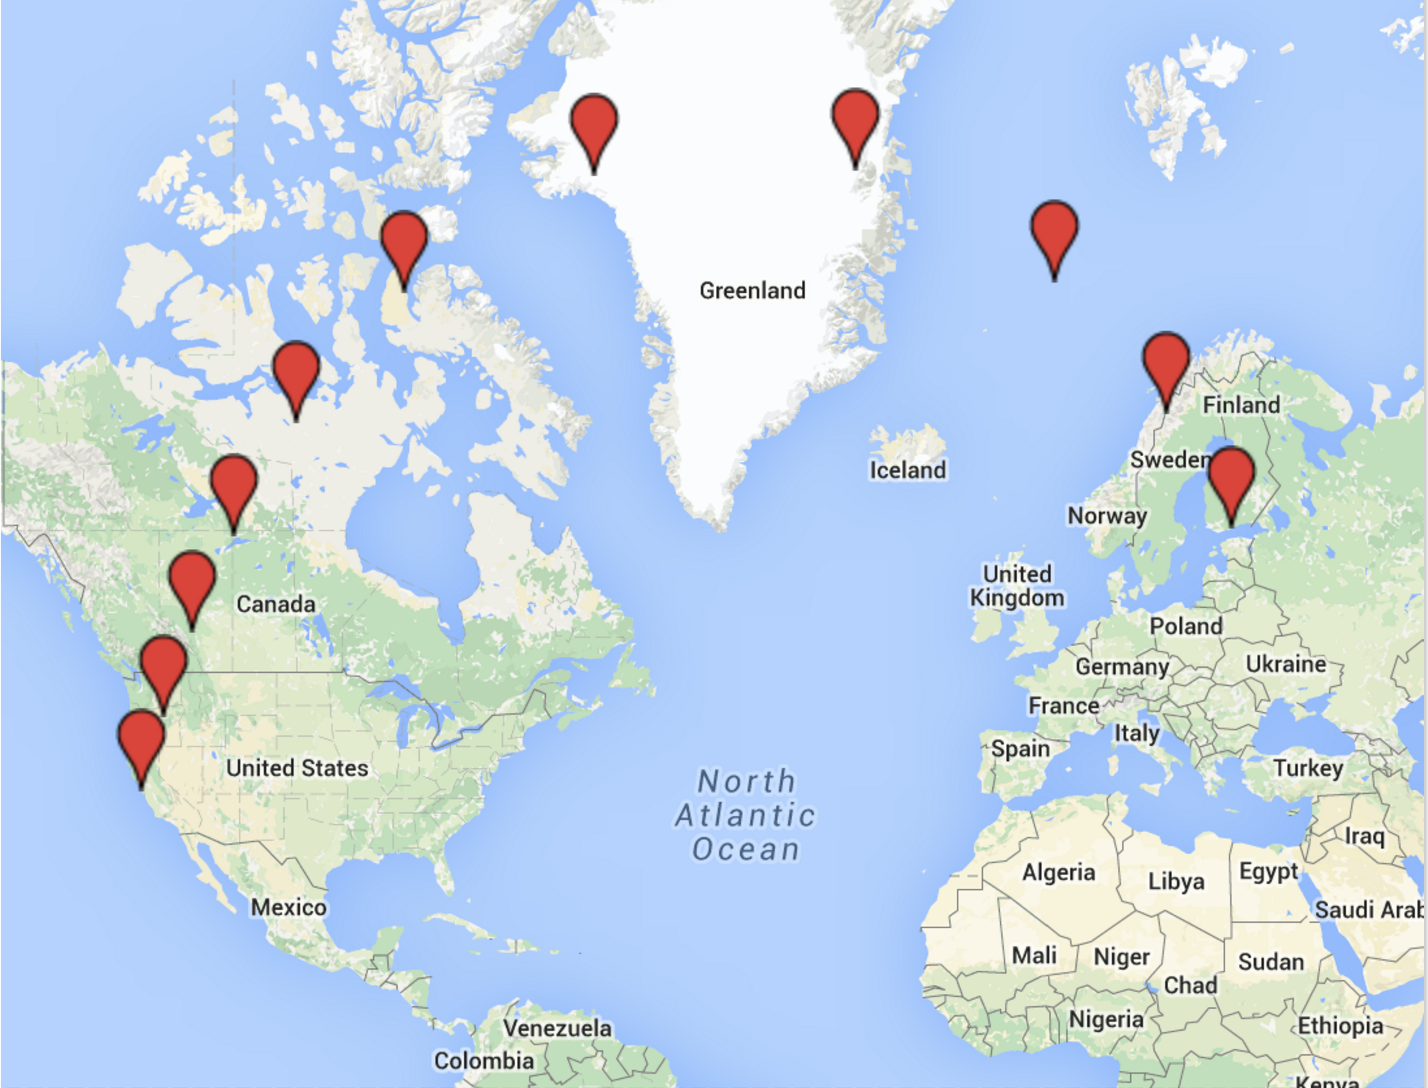 Greenland
Finland
Iceland
Sweden
Norway
United
Kingdom
Canada
Poland
Germany
Ukraine
France
Italy
Spain
United States
Turkey
North
Atlantic
Ocean
Iraq
Algeria
Libya
Egypt
Mexico
Saudi Arab
Mali
Niger
Sudan
Chad
Nigeria
Ethiopia
Venezuela
Colombia
Kenya